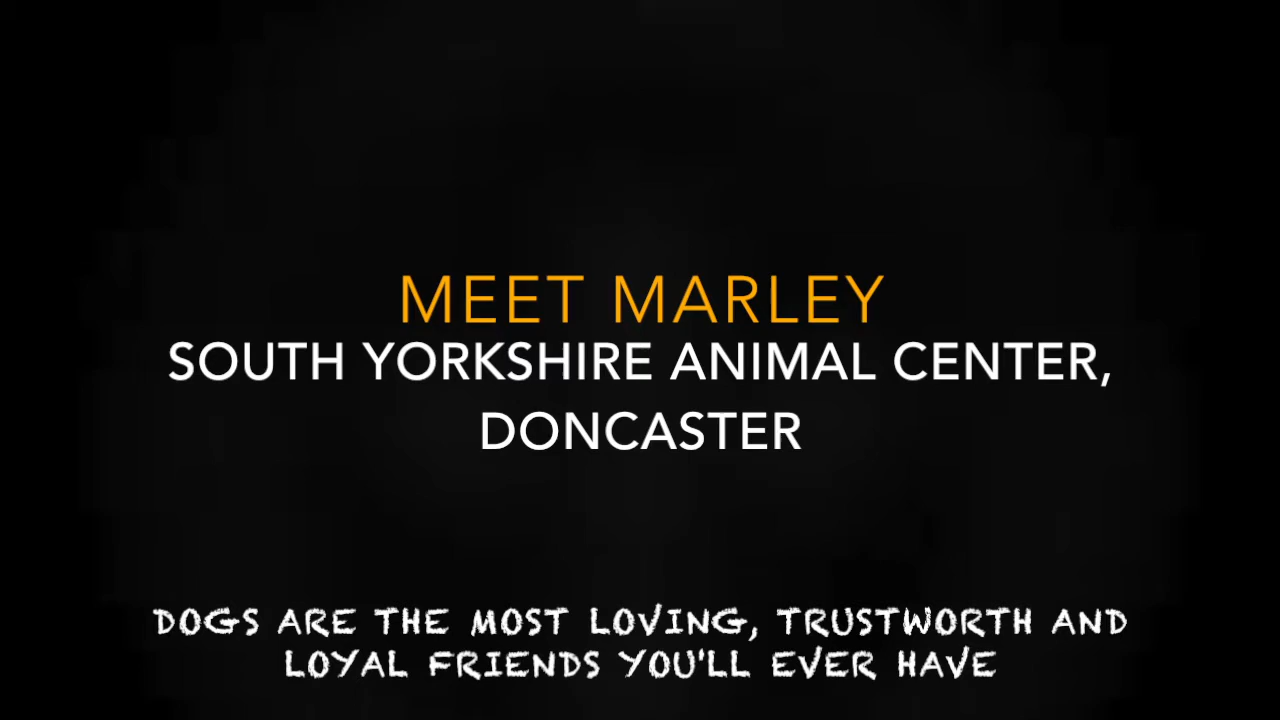 MEET MARLEY
SOUTH YORKSHIRE ANIMAL CENTER,
DONCASTER
DOGS ARE THE MOST LOVING, TRUSTWORTH AND
LOYAL FRIENDS YOU'LL EVER HAVE